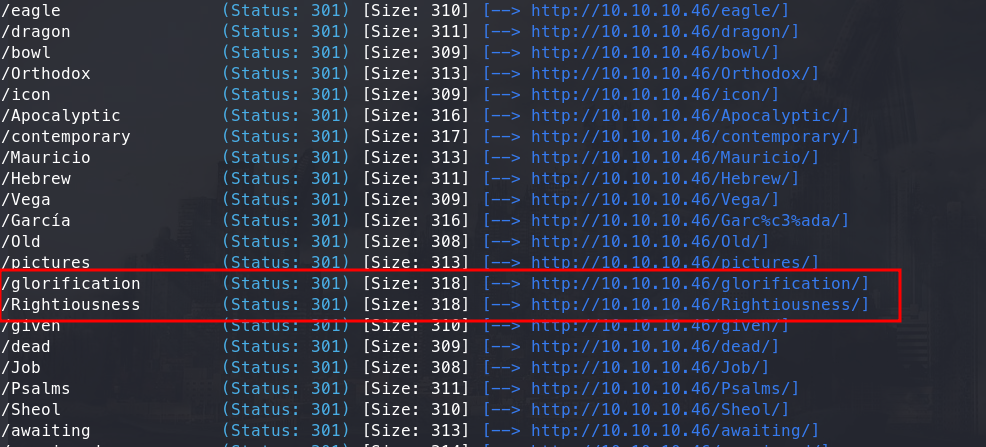 /eagle (Status: 301) [Size: 310] [--> http://10.10.10.46/eagle/]
/dragon (Status: 301) [Size: 311] [--> http://10.10.10.46/dragon/]
/bowl (Status: 301) [Size: 309] [--> http://10.10.10.46/bowl/]
/Orthodox (Status: 301) [Size: 313] [--> http://10.10.10.46/Orthodox/]
/icon (Status: 301) [Size: 309] [--> http://10.10.10.46/icon/]
/Apocalyptic (Status: 301) [Size: 316] [--> http://10.10.10.46/Apocalyptic/]
/contemporary (Status: 301) [Size: 317] [--> http://10.10.10.46/contemporary/]
/Mauricio (Status: 301) [Size: 313] [--> http://10.10.10.46/Mauricio/]
/Hebrew (Status: 301) [Size: 311] [--> http://10.10.10.46/Hebrew/]
/Vega (Status: 301) [Size: 309] [--> http://10.10.10.46/Vega/]
/García (Status: 301) [Size: 316] [--> http://10.10.10.46/Garc%c3%ada/]
/Old (Status: 301) [Size: 308] [--> http://10.10.10.46/Old/]
/pictures (Status: 301) [Size: 313] [--> http://10.10.10.46/pictures/]
/glorification (Status: 301) [Size: 318] [--> http://10.10.10.46/glorification/]
/Rightiousness (Status: 301) [Size: 318] [--> http://10.10.10.46/Rightiousness/]
/given (Status: 301) [Size: 310] [--> http://10.10.10.46/given/]
/dead (Status: 301) [Size: 309] [--> http://10.10.10.46/dead/]
/Job (Status: 301) [Size: 308] [--> http://10.10.10.46/Job/]
/Psalms (Status: 301) [Size: 311] [--> http://10.10.10.46/Psalms/]
/Sheol (Status: 301) [Size: 310] [--> http://10.10.10.46/Sheol/]
/awaiting (Status: 301) [Size: 313] [--> http://10.10.10.46/awaiting/]